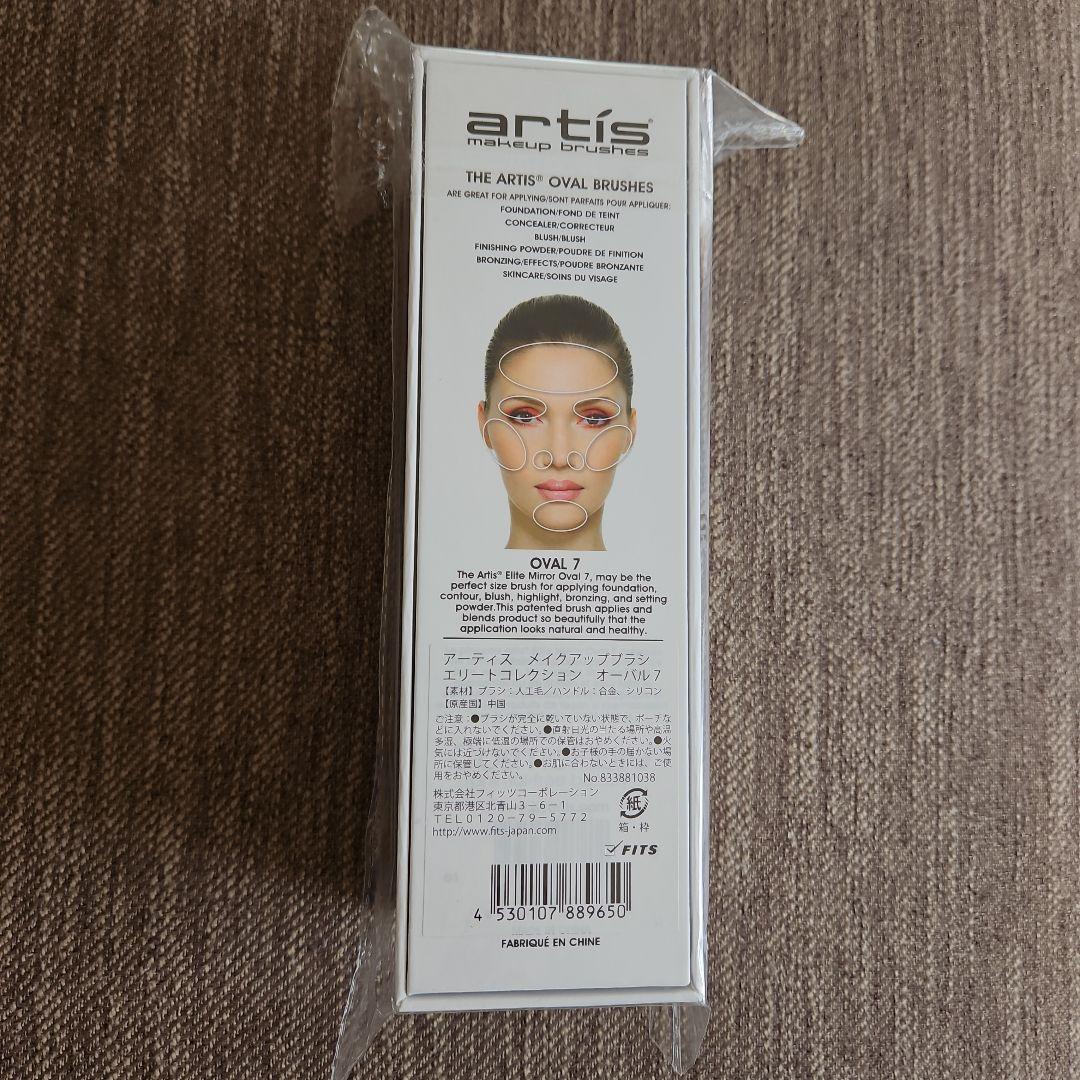 artís®
makeup brushes
THE ARTIS® OVAL BRUSHES
ARE GREAT FOR APPLYING/SONT PARFAITS POUR APPLIQUER:
FOUNDATION/FOND DE TEINT
CONCEALER/CORRECTEUR
BLUSH/BLUSH
FINISHING POWDER/POUDRE DE FINITION
BRONZING/EFFECTS/POUDRE BRONZANTE
SKINCARE/SOINS DU VISAGE
OVAL 7
The Artis® Elite Mirror Oval 7, may be the
perfect size brush for applying foundation,
contour, blush, highlight, bronzing, and setting
powder.This patented brush applies and
blends product so beautifully that the
application looks natural and healthy.
アーティス　メイクアップブラシ
エリートコレクション　オーバル7
【素材】ブラシ：人工毛／ハンドル：合金、シリコン
【原産国】中国
ご注意：●ブラシが完全に乾いていない状態で、ポーチな
どに入れないでください。●直射日光の当たる場所や高温
多湿、極端に低温の場所での保管はおやめください。●火
気には近づけないでください。●お子様の手の届かない場
所に保管してください。●お肌に合わないときには、ご使
用をおやめください。
No.833881038
株式会社フィッツコーポレーション
東京都港区北青山3－6－1
TEL0120－79－5772
http://www.fits-japan.com
紙
箱・枠
FITS
4 530107 889650
FABRIQUÉ EN CHINE